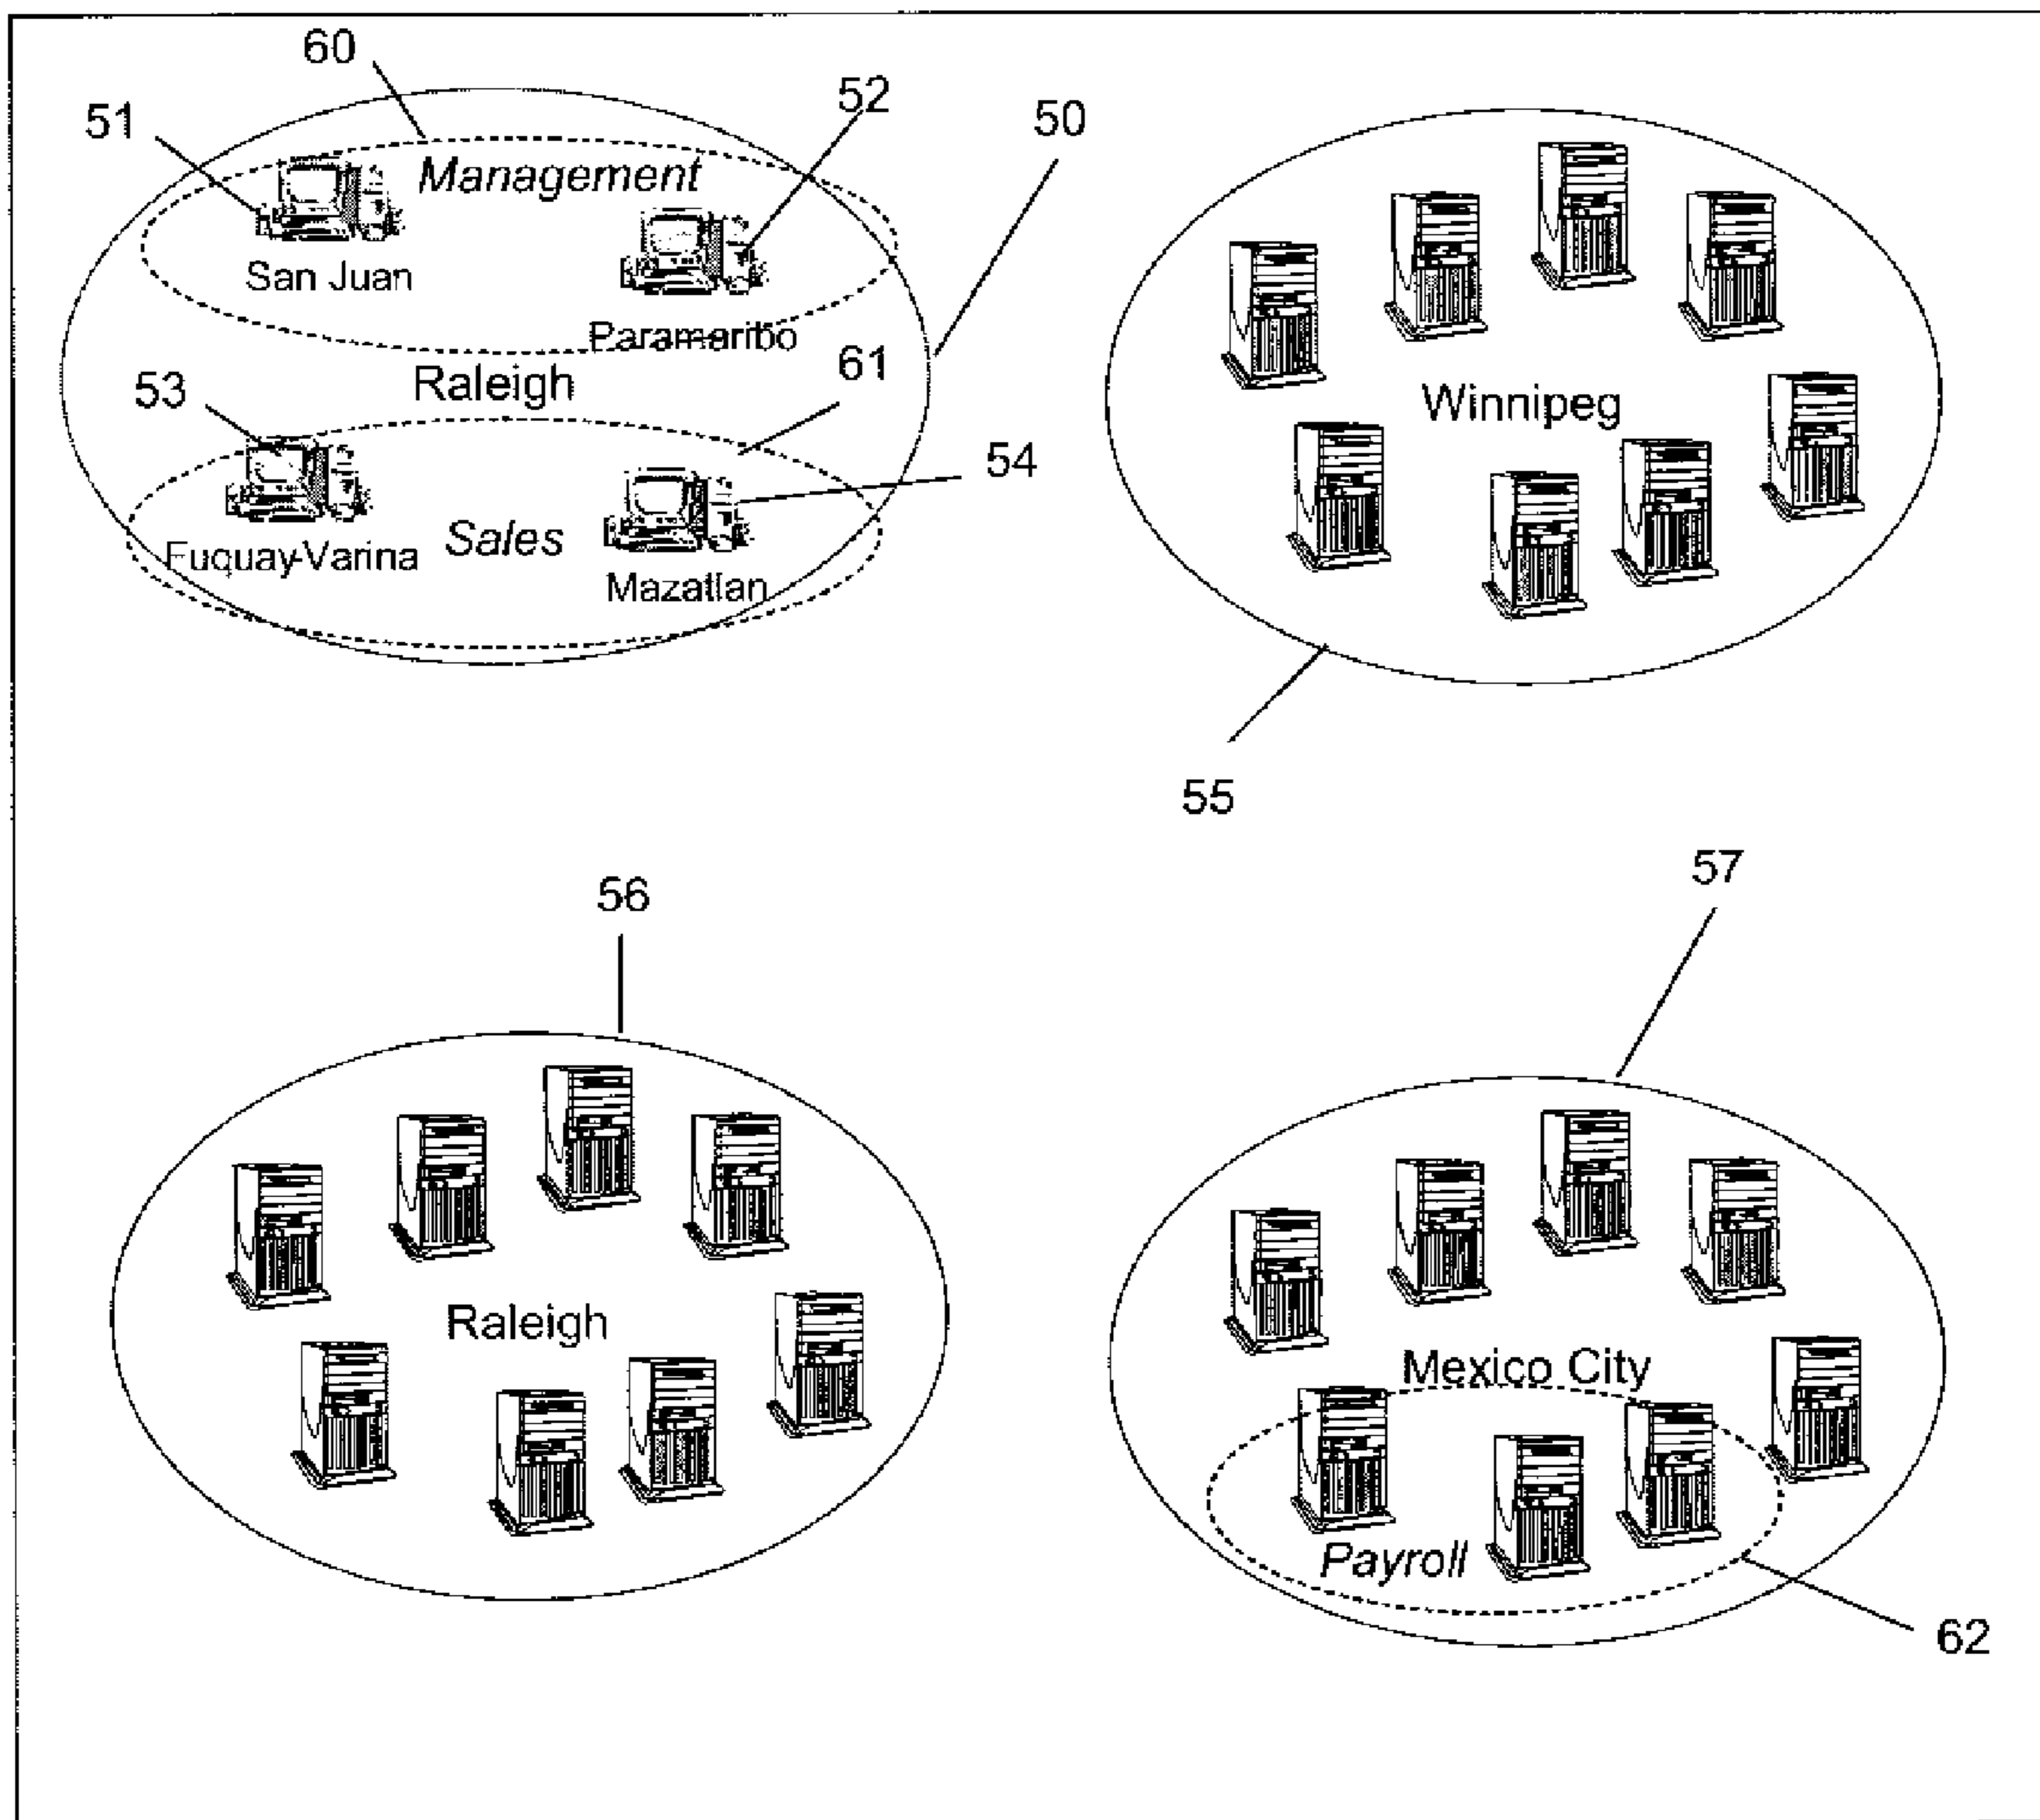 60
51
52
50
Management
San Juan
Paramaribo
Raleigh
61
53
54
Fuquay-Varina
Sales
Mazatlan
Winnipeg
55
56
57
Raleigh
Mexico City
Payroll
62